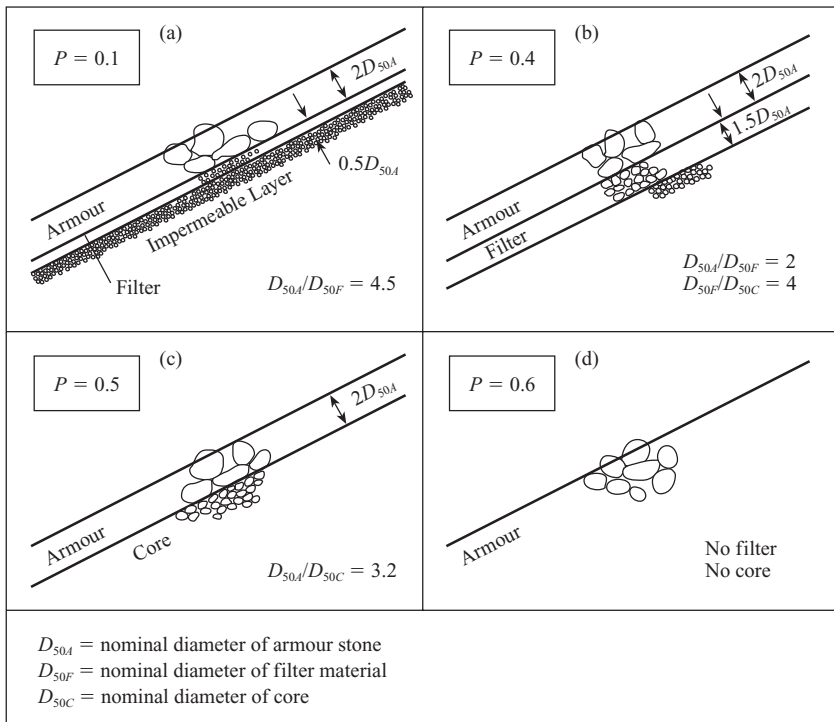 (a)
P = 0.1
2D50A
0.5D50A
Armour
Impermeable Layer
Filter
D50A/D50F = 4.5
(b)
P = 0.4
2D50A
1.5D50A
Armour
Filter
D50A/D50F = 2
D50F/D50C = 4
(c)
P = 0.5
2D50A
Armour
Core
D50A/D50C = 3.2
(d)
P = 0.6
Armour
No filter
No core
D50A = nominal diameter of armour stone
D50F = nominal diameter of filter material
D50C = nominal diameter of core